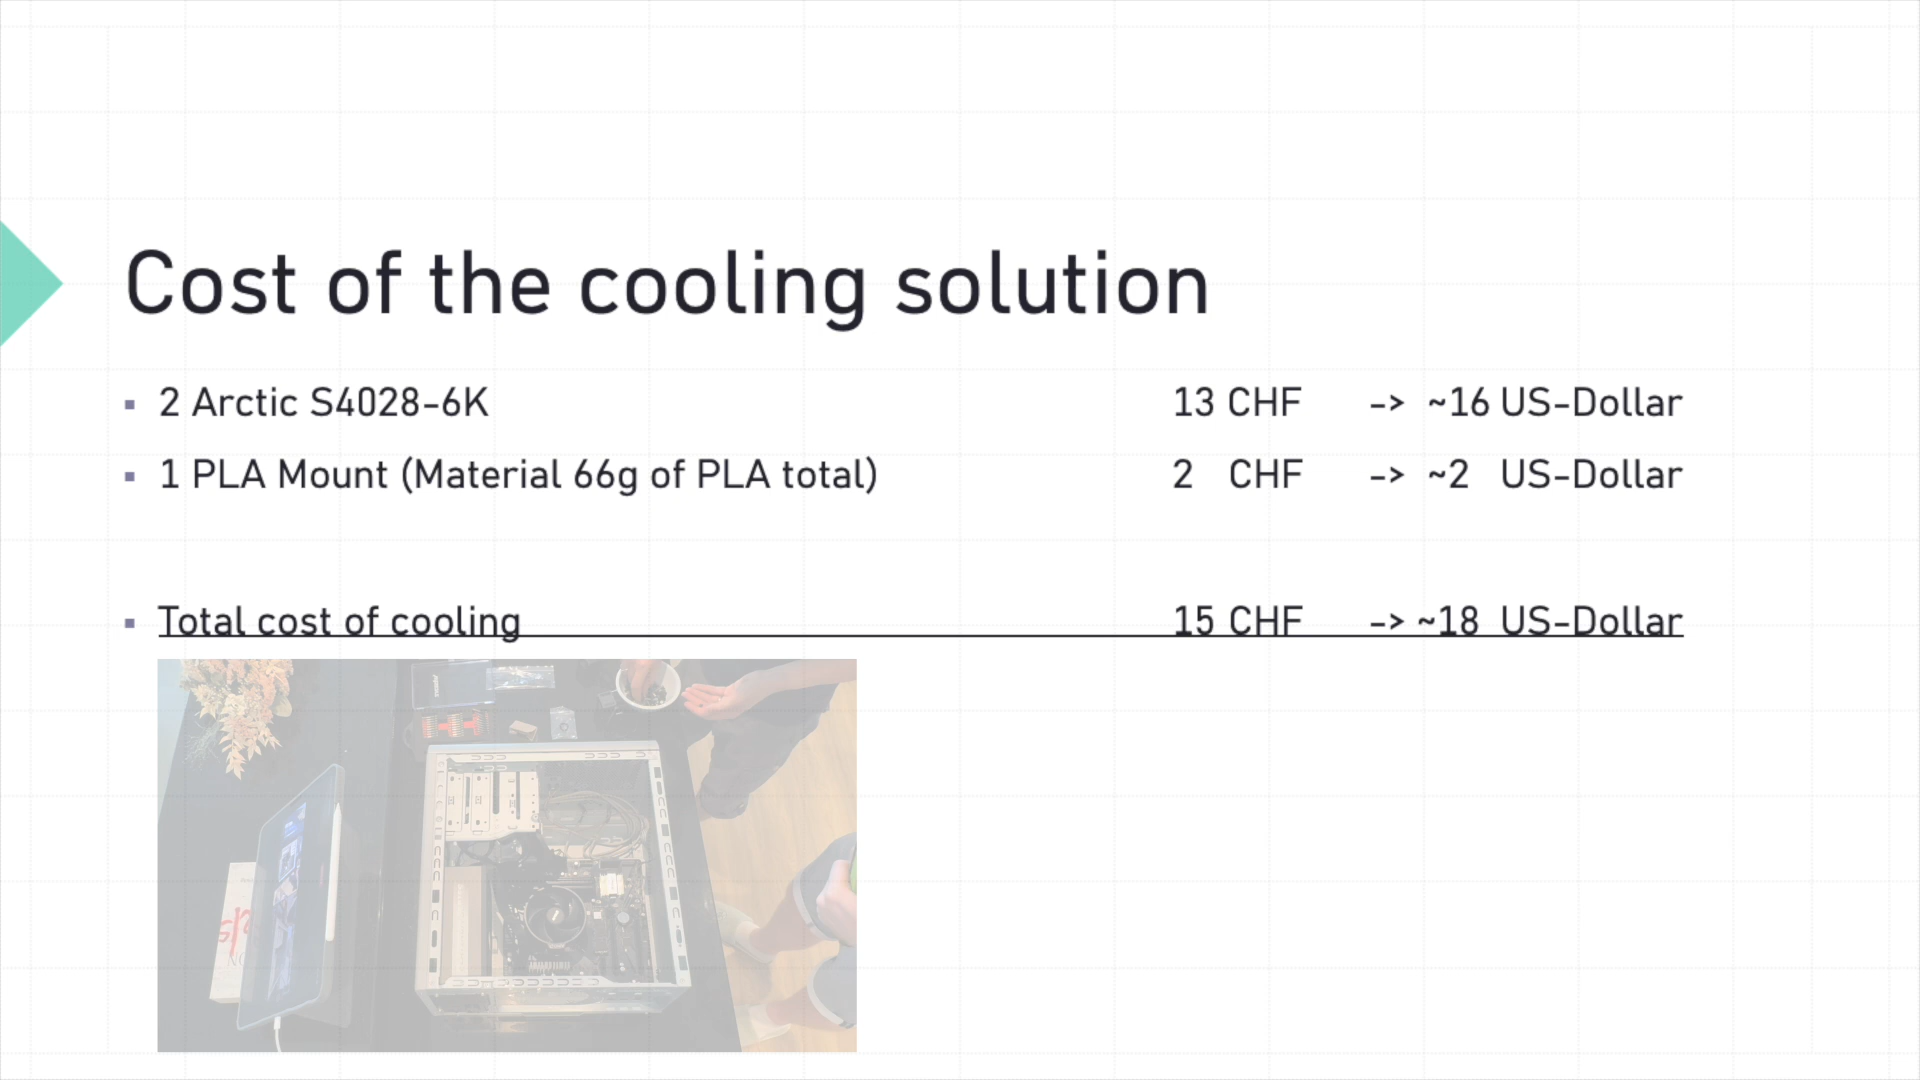 Cost of the cooling solution
▪ 2 Arctic S4028-6K 13 CHF -> ~16 US-Dollar
▪ 1 PLA Mount (Material 66g of PLA total) 2 CHF -> ~2 US-Dollar
▪ Total cost of cooling 15 CHF -> ~18 US-Dollar